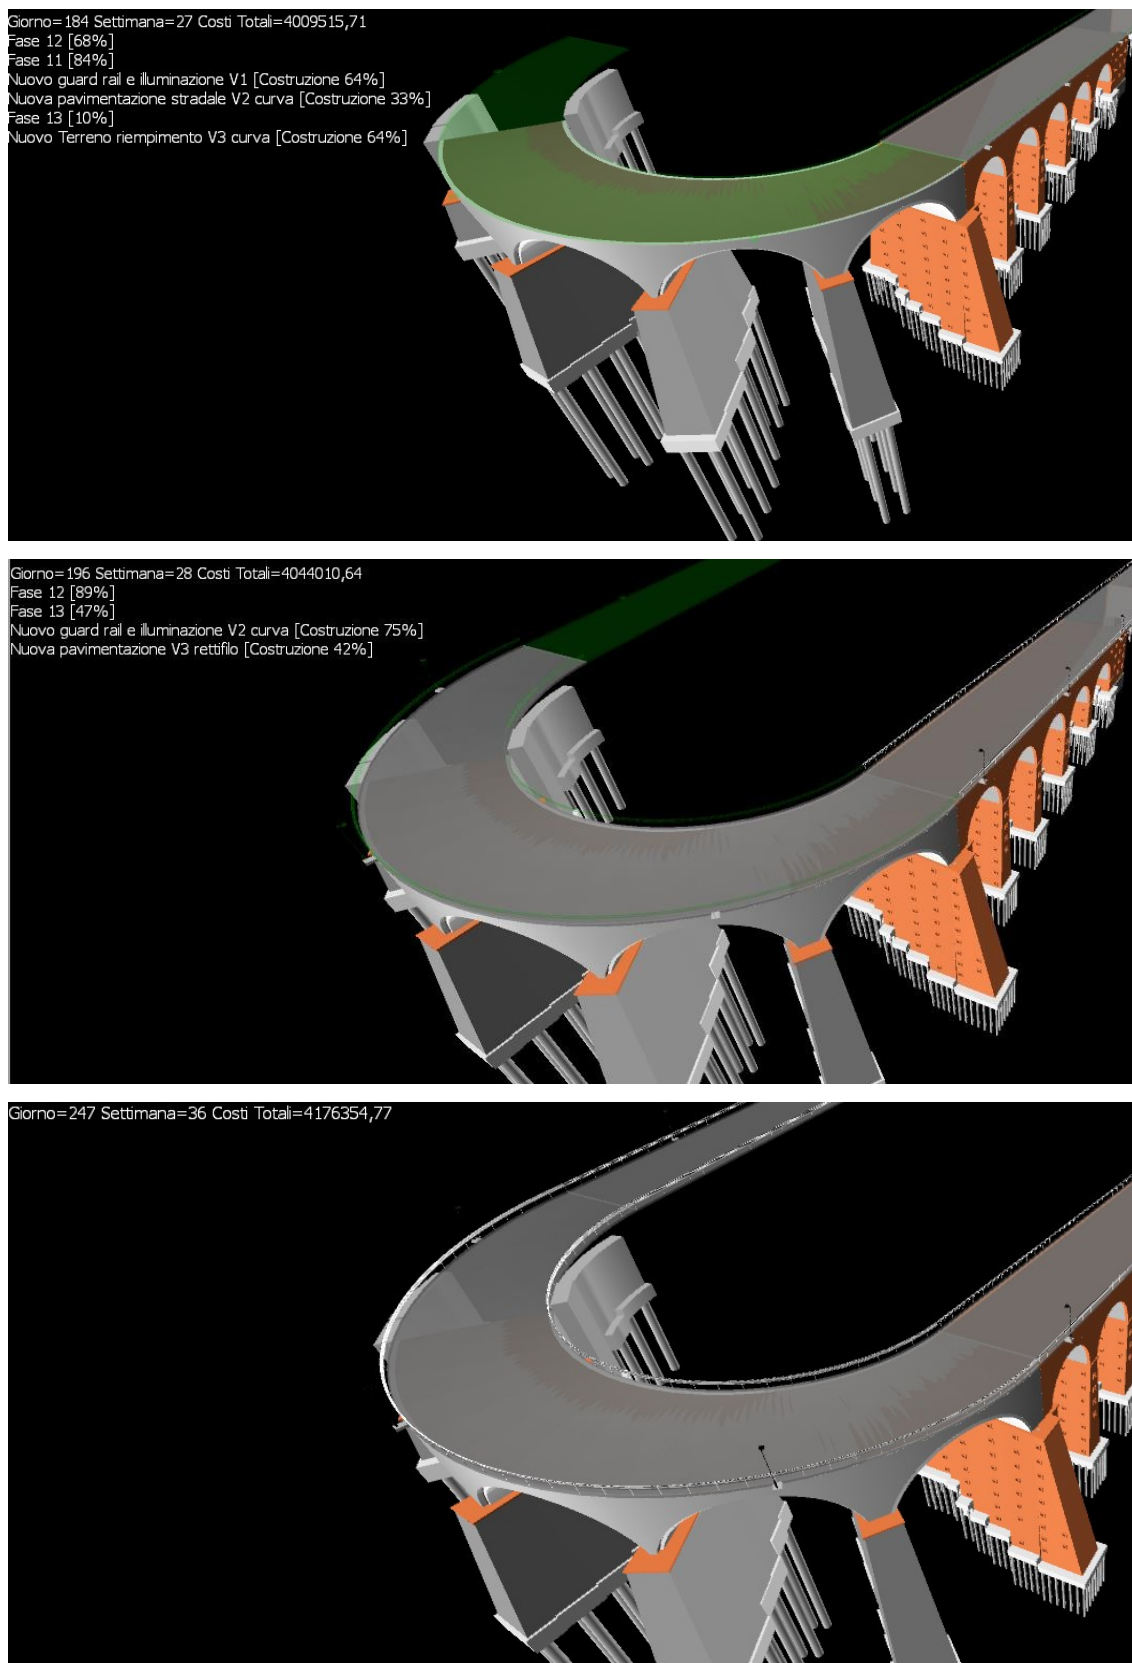 Giorno=184 Settimana=27 Costi Totali=4009515,71
Fase 12 [68%]
Fase 11 [84%]
Nuovo guard rail e illuminazione V1 [Costruzione 64%]
Nuova pavimentazione stradale V2 curva [Costruzione 33%]
Fase 13 [10%]
Nuovo Terreno riempimento V3 curva [Costruzione 64%]
Giorno=196 Settimana=28 Costi Totali=4044010,64
Fase 12 [89%]
Fase 13 [47%]
Nuovo guard rail e illuminazione V2 curva [Costruzione 75%]
Nuova pavimentazione V3 rettifilo [Costruzione 42%]
Giorno=247 Settimana=36 Costi Totali=4176354,77